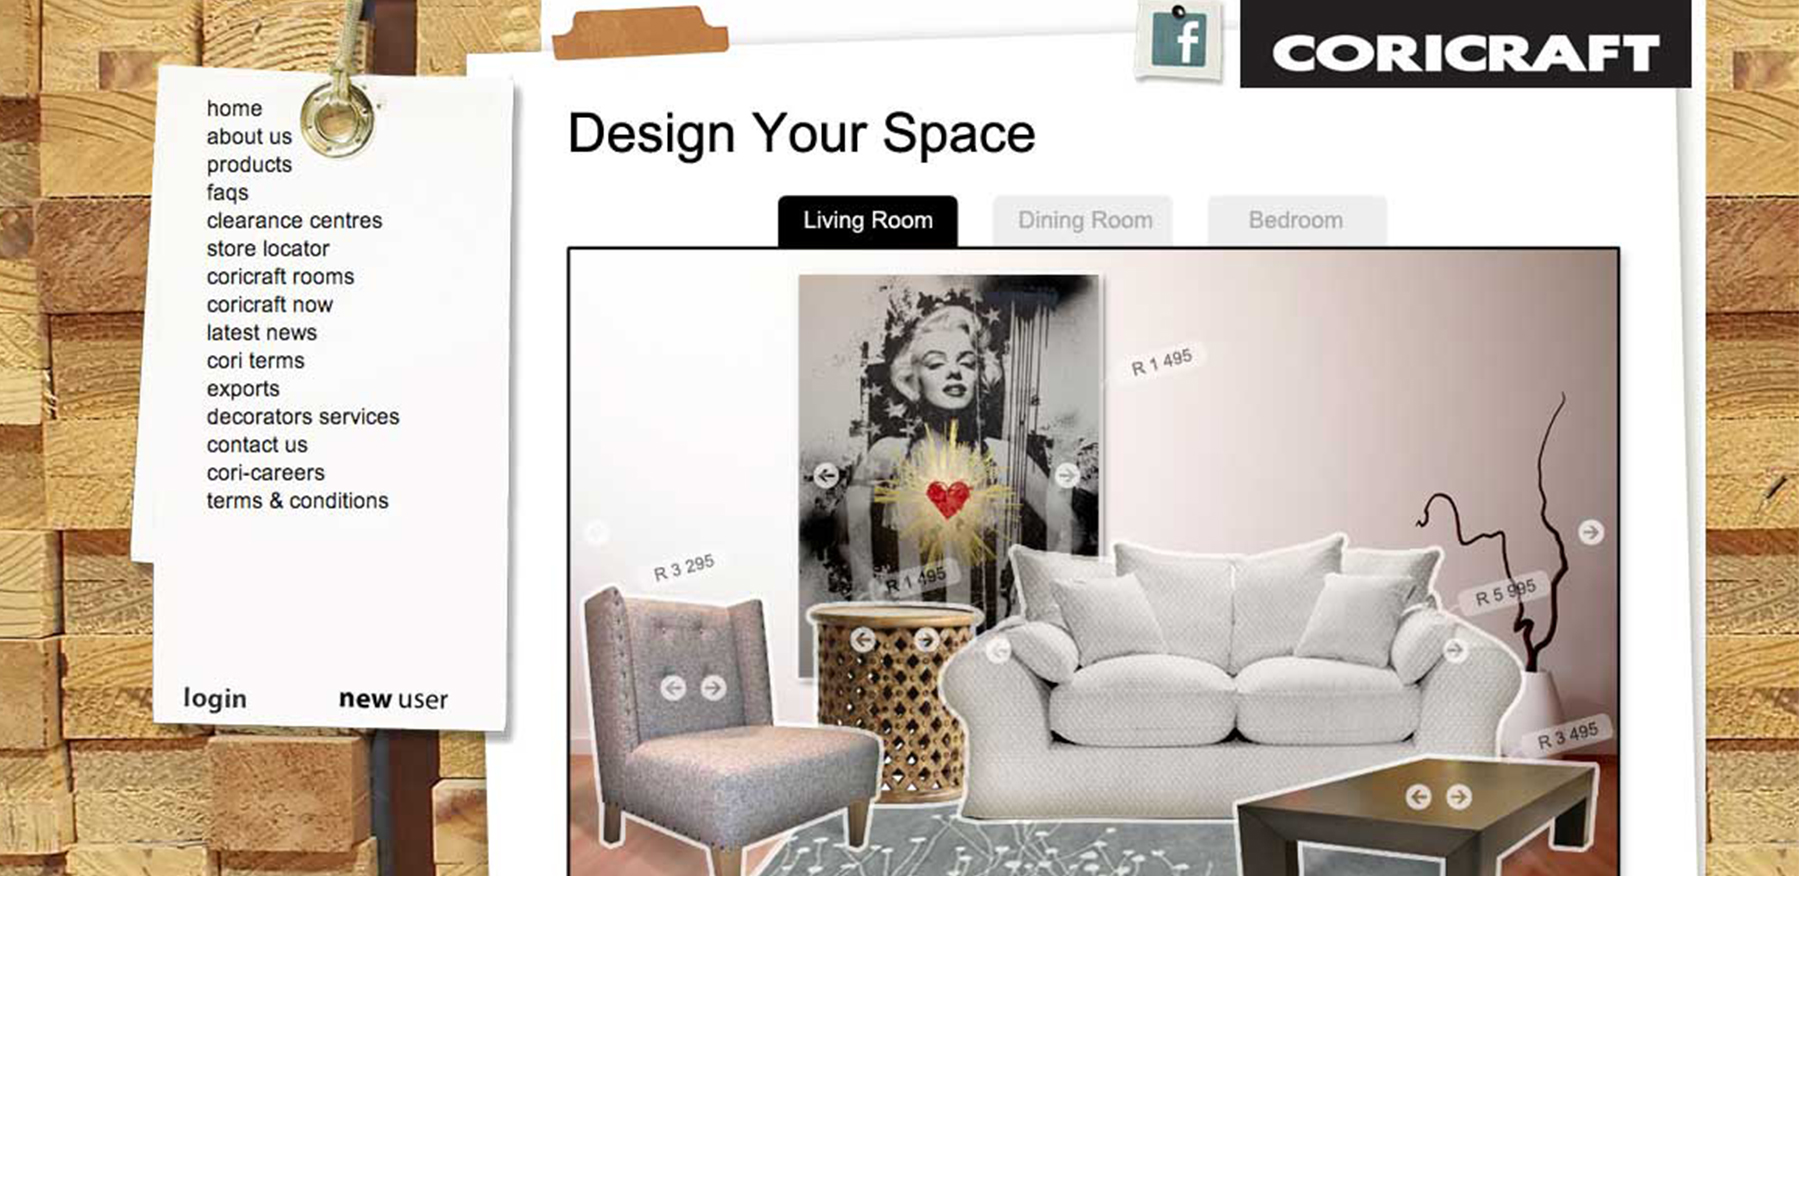 home
about us
products
faqs
clearance centres
store locator
coricraft rooms
coricraft now
latest news
cori terms
exports
decorators services
contact us
cori-careers
terms & conditions
login
new user
f
CORICRAFT
Design Your Space
Living Room
Dining Room
Bedroom
R 1 495
R 3 295
R 1 495
R 5 995
R 3 495